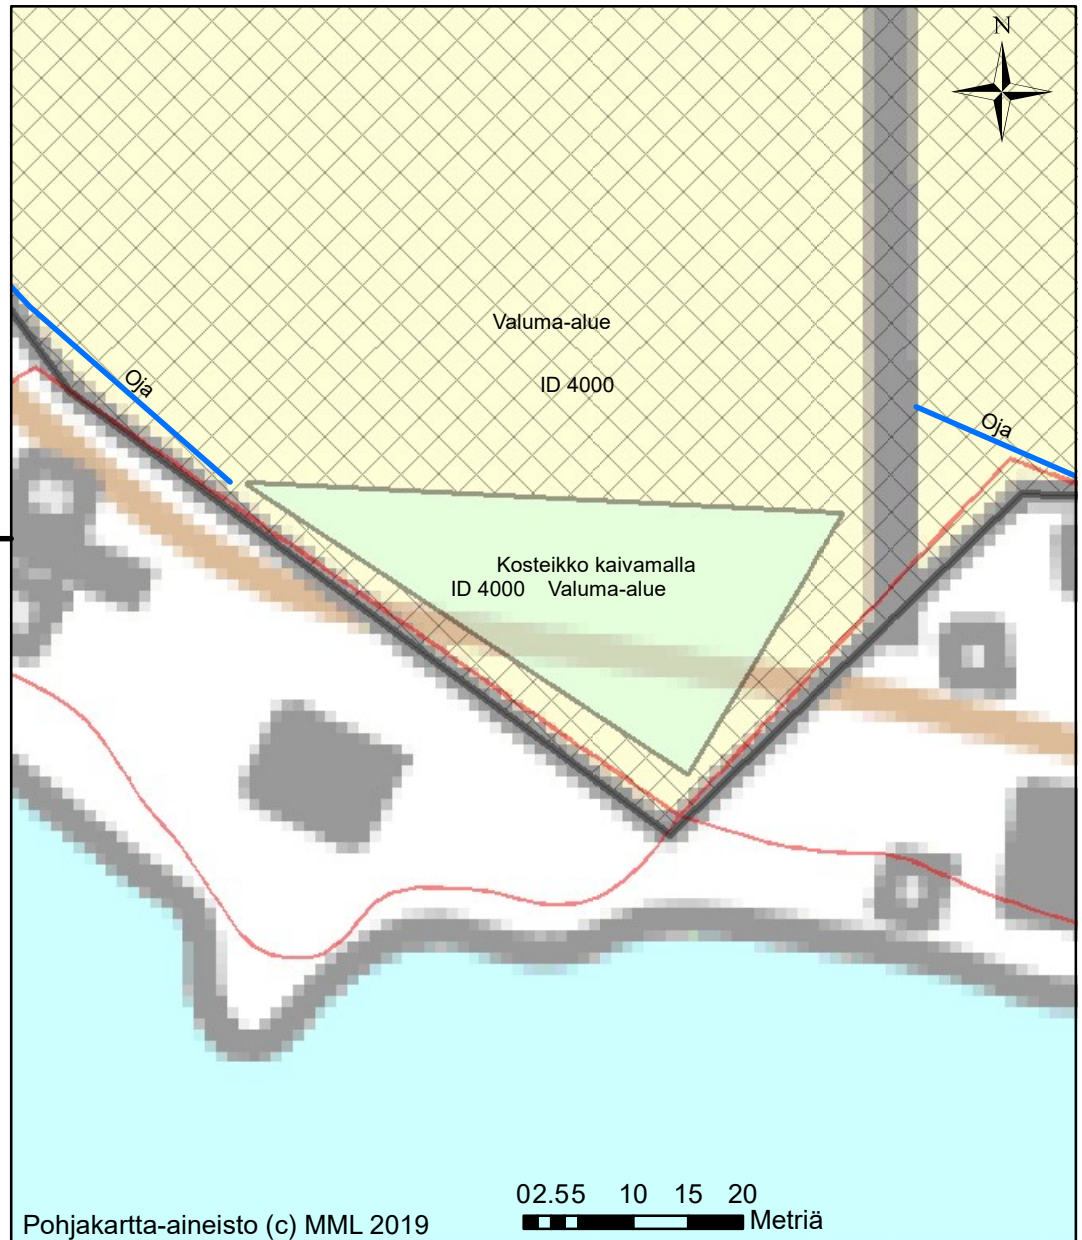 N
Valuma-alue
ID 4000
Oja
Oja
Kosteikko kaivamalla
ID 4000 Valuma-alue
02.55 10 15 20
Metriä
Pohjakartta-aineisto (c) MML 2019